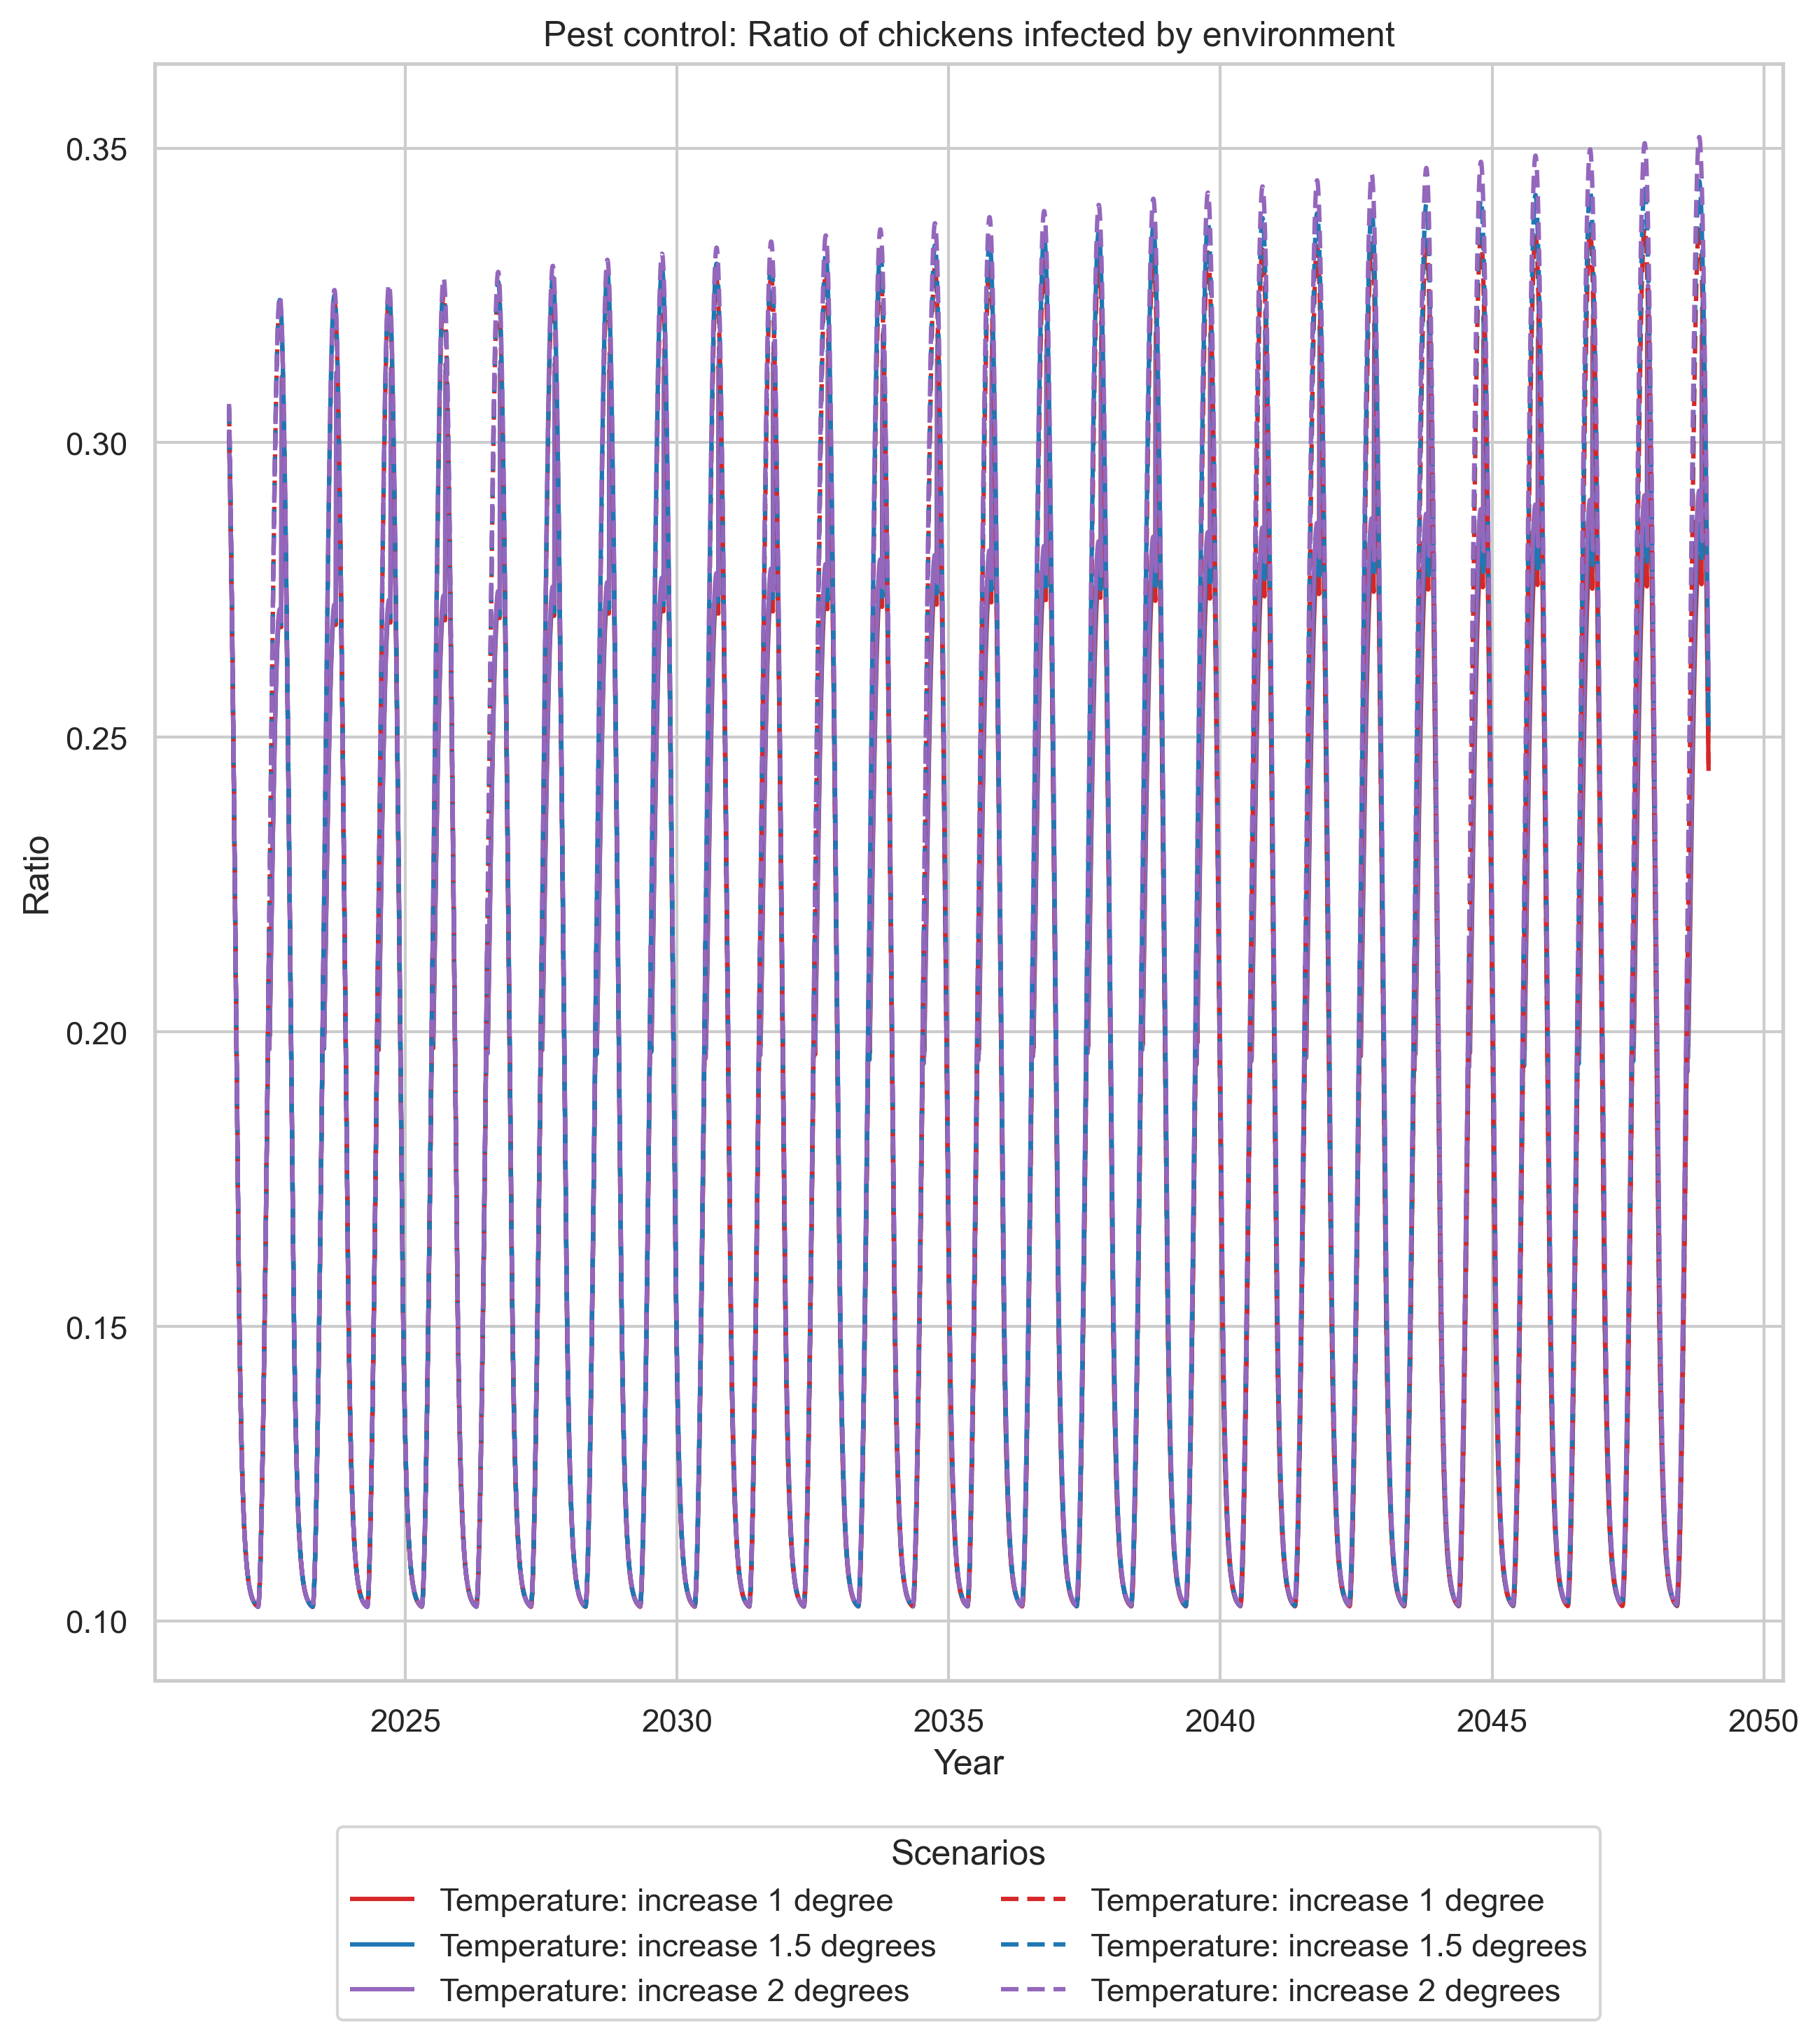 Pest control: Ratio of chickens infected by environment
0.35
0.30
0.25
0.20
0.15
0.10
Ratio
2025 2030 2035 2040 2045 2050
Year
Scenarios
Temperature: increase 1 degree Temperature: increase 1 degree
Temperature: increase 1.5 degrees Temperature: increase 1.5 degrees
Temperature: increase 2 degrees Temperature: increase 2 degrees